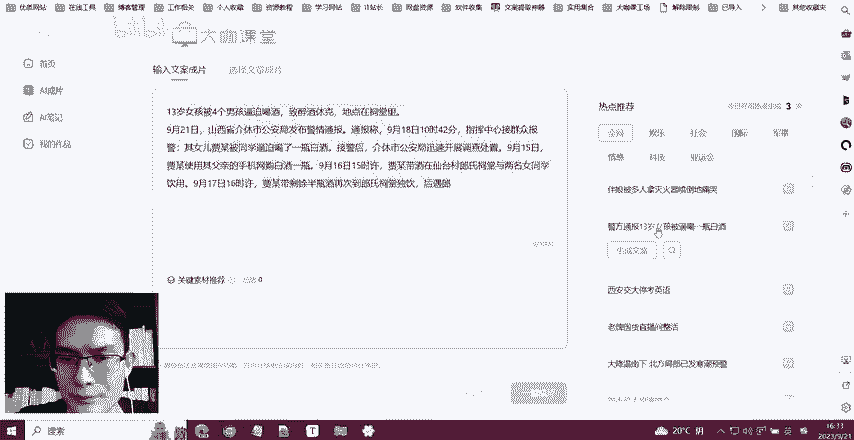 优惠网站 在线工具 博客管理 工作相关 个人收藏 资源教程 学习网站 IT站长 网盘资源 软件收集 文案提取神器 实用集合 大咖课工场 解除限制 已导入 其他收藏夹
大咖课堂
首页
AI成片
AI笔记
我的作品
输入文案成片 选择文章成片
13岁女孩被4个男孩逼迫喝酒，致醉酒休克，地点在祠堂里。
9月21日，山西省介休市公安局发布警情通报。通报称，9月18日10时42分，指挥中心接群众报
警：其女儿贾某被同学逼迫喝了一瓶白酒。接警后，介休市公安局迅速开展调查处置。9月15日，
贾某使用其父亲的手机网购白酒一瓶。9月16日15时许，贾某带酒在仙台村郎氏祠堂与两名女同学
饮用。9月17日16时许，贾某带剩余半瓶酒再次到郎氏祠堂独饮，后遇郎
关键素材推荐 0
热点推荐
3
娱乐 社会 国际 军事
情感 科技
伴娘被多人拿灭火器喷倒地痛哭
警方通报13岁女孩被逼喝一瓶白酒
生成文案
西安交大停考英语
老牌国货直播间整活
大降温南下 北方局部已发寒潮预警
搜索
20°C 阴
英
16:33
2023/9/21